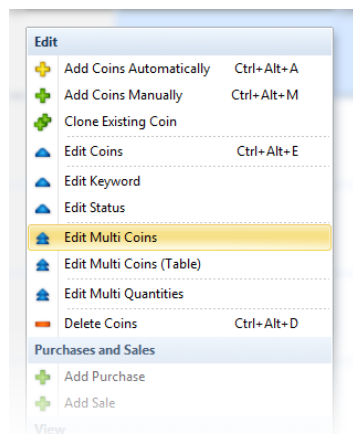 Edit
Add Coins Automatically Ctrl+Alt+A
Add Coins Manually Ctrl+Alt+M
Clone Existing Coin
Edit Coins Ctrl+Alt+E
Edit Keyword
Edit Status
Edit Multi Coins
Edit Multi Coins (Table)
Edit Multi Quantities
Delete Coins Ctrl+Alt+D
Purchases and Sales
Add Purchase
Add Sale
View